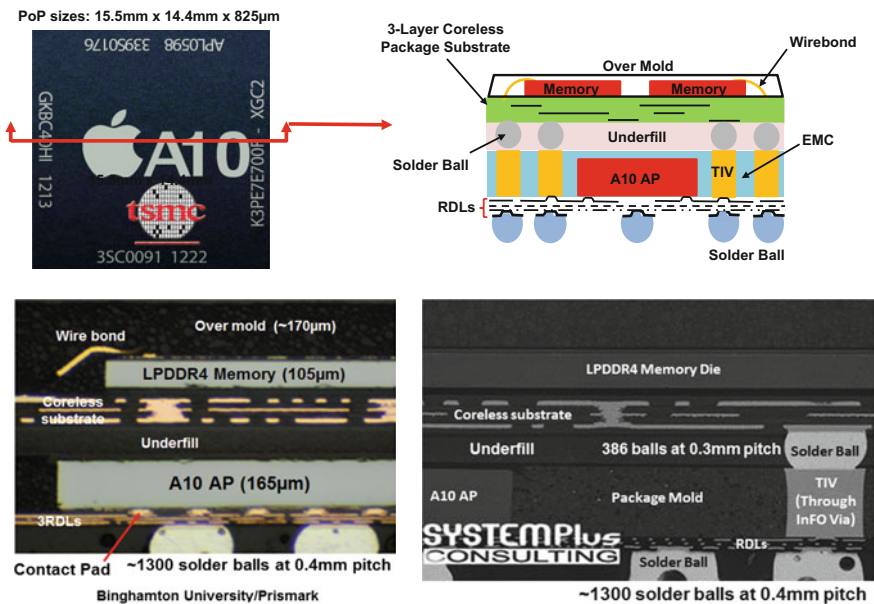 PoP sizes: 15.5mm x 14.4mm x 825µm
339S0176 APL0598 9LL0S9EE
GKBC40HI 1213
A10
K3PE7E700F - XGC2
tsmc
3SC0091 1222
3-Layer Coreless
Package Substrate
Wirebond
Over Mold
Memory
Memory
Underfill
EMC
Solder Ball
A10 AP
TIV
RDLs
Solder Ball
Over mold (~170µm)
Wire bond
LPDDR4 Memory (105µm)
Coreless
substrate
Underfill
A10 AP (165µm)
3RDLs
Contact Pad
~1300 solder balls at 0.4mm pitch
Binghamton University/Prismark
LPDDR4 Memory Die
Coreless substrate
Underfill
386 balls at 0.3mm pitch
Solder Ball
A10 AP
Package Mold
TIV
(Through
InFO Via)
SYSTEMPlus
CONSULTING
RDLs
Solder Ball
~1300 solder balls at 0.4mm pitch